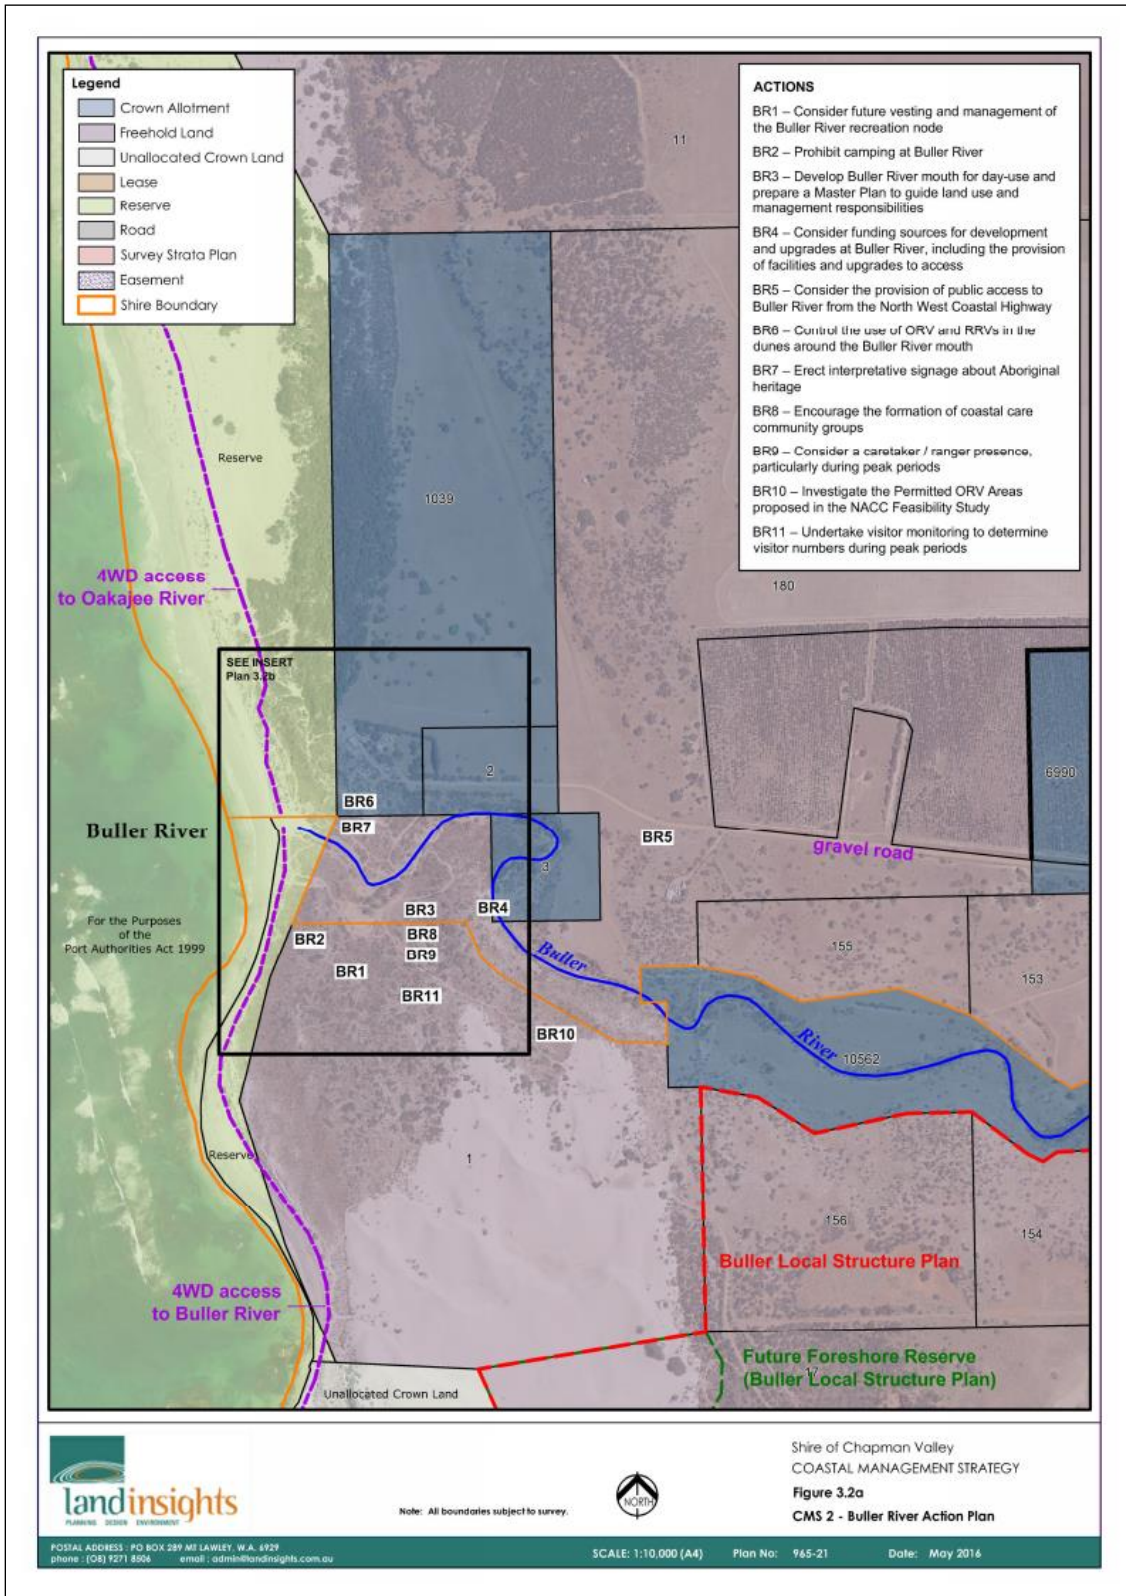 Legend
Crown Allotment
Freehold Land
Unallocated Crown Land
Lease
Reserve
Road
Survey Strata Plan
Easement
Shire Boundary
ACTIONS
BR1 – Consider future vesting and management of
the Buller River recreation node
BR2 – Prohibit camping at Buller River
BR3 – Develop Buller River mouth for day-use and
prepare a Master Plan to guide land use and
management responsibilities
BR4 – Consider funding sources for development
and upgrades at Buller River, including the provision
of facilities and upgrades to access
BR5 – Consider the provision of public access to
Buller River from the North West Coastal Highway
BR6 – Control the use of ORV and RRVs in the
dunes around the Buller River mouth
BR7 – Erect interpretative signage about Aboriginal
heritage
BR8 – Encourage the formation of coastal care
community groups
BR9 – Consider a caretaker / ranger presence,
particularly during peak periods
BR10 – Investigate the Permitted ORV Areas
proposed in the NACC Feasibility Study
BR11 – Undertake visitor monitoring to determine
visitor numbers during peak periods
11
Reserve
1039
4WD access
to Oakajee River
180
SEE INSERT
Plan 3.2b
2
6990
BR6
Buller River
BR7
BR5
gravel road
3
For the Purposes
of the
Port Authorities Act 1999
BR3
BR4
BR2
BR8
BR9
BR1
BR11
Buller
155
153
BR10
River
10562
Reserve
1
156
154
Buller Local Structure Plan
4WD access
to Buller River
Future Foreshore Reserve
(Buller Local Structure Plan)
17
Unallocated Crown Land
landinsights
PLANNING DESIGN ENVIRONMENT
Note: All boundaries subject to survey.
NORTH
Shire of Chapman Valley
COASTAL MANAGEMENT STRATEGY
Figure 3.2a
CMS 2 - Buller River Action Plan
POSTAL ADDRESS : PO BOX 289 MT LAWLEY, W.A. 6929
phone : (08) 9271 8506 email : admin@landinsights.com.au
SCALE: 1:10,000 (A4) Plan No: 965-21 Date: May 2016